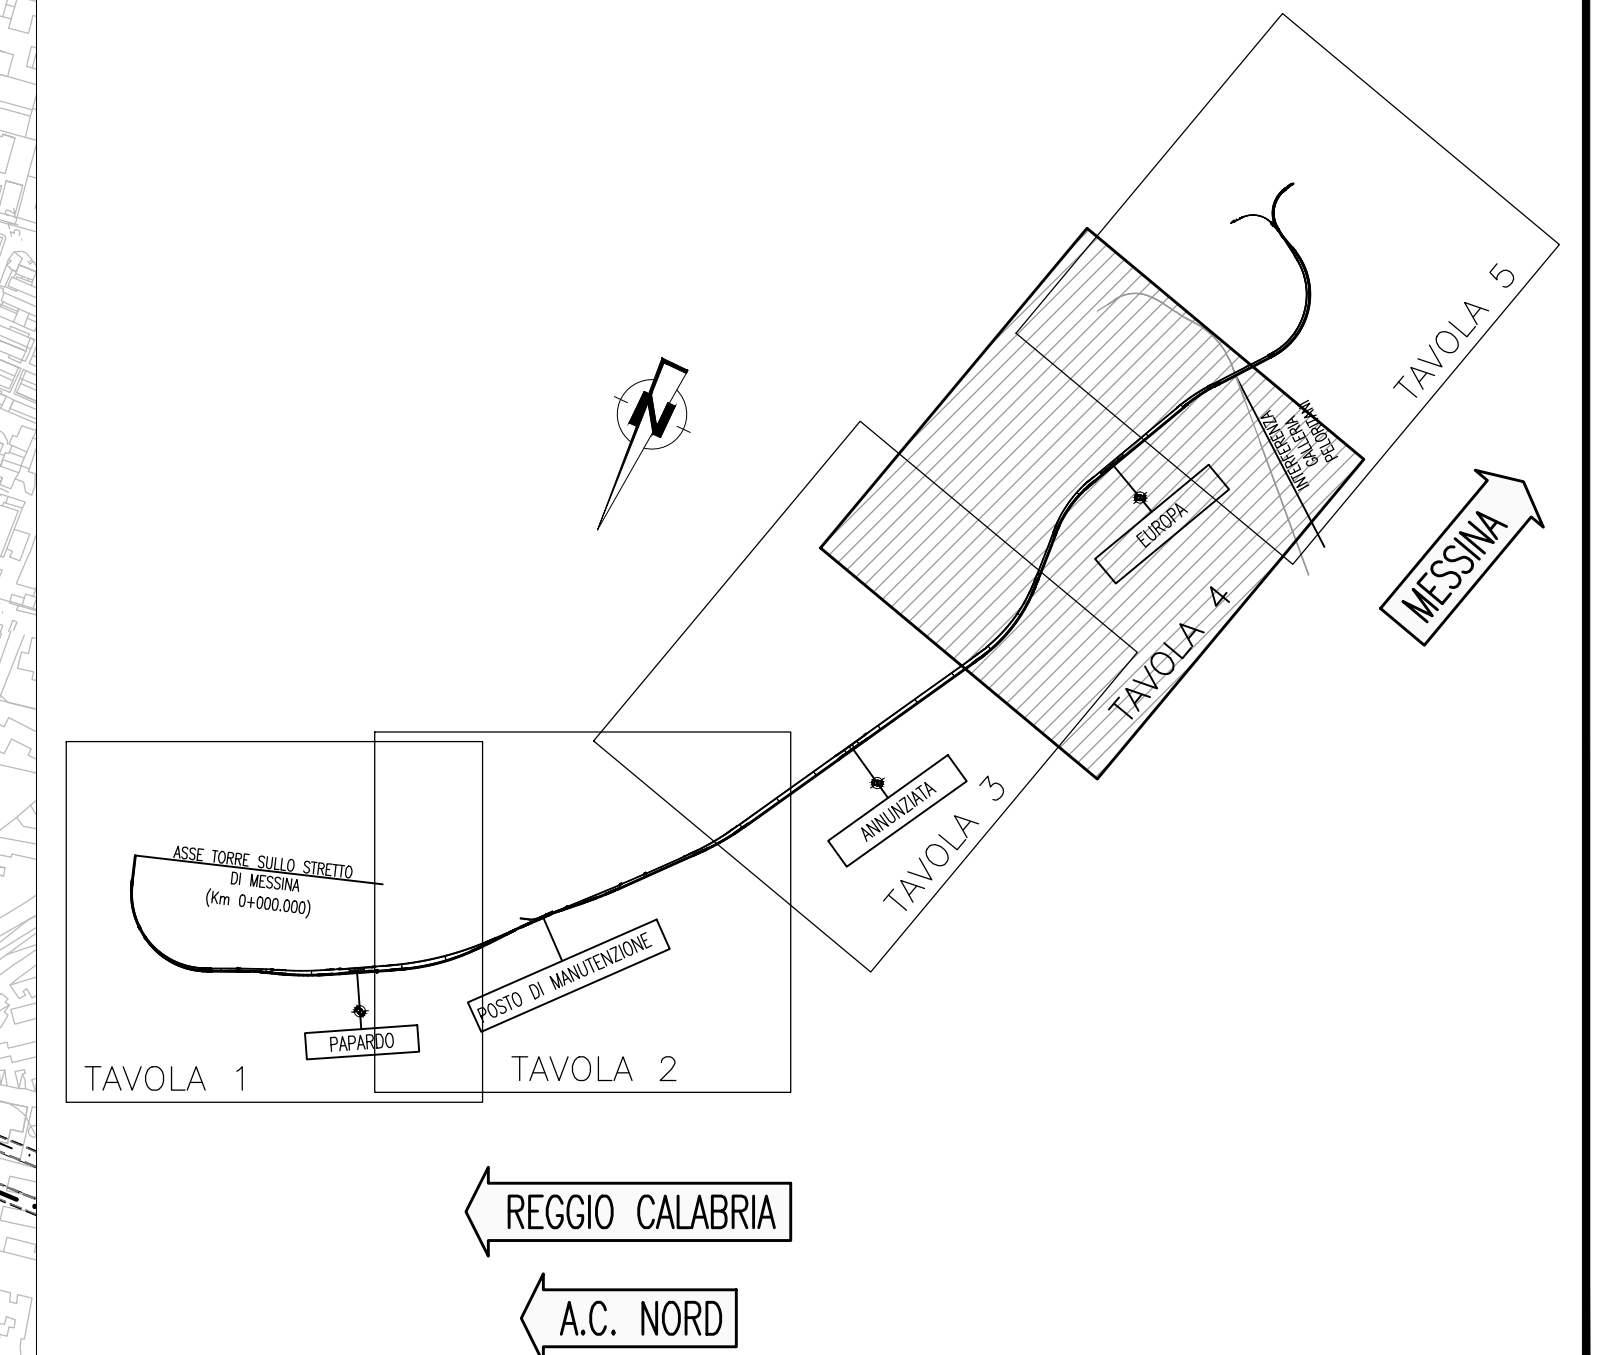 TAVOLA 5
N
INTERFERENZA
GALLERIA
PELORITANI
EUROPA
MESSINA
TAVOLA 4
ANNUNZIATA
TAVOLA 3
ASSE TORRE SULLO STRETTO
DI MESSINA
(Km 0+000.000)
POSTO DI MANUTENZIONE
PAPARDO
TAVOLA 1
TAVOLA 2
REGGIO CALABRIA
A.C. NORD